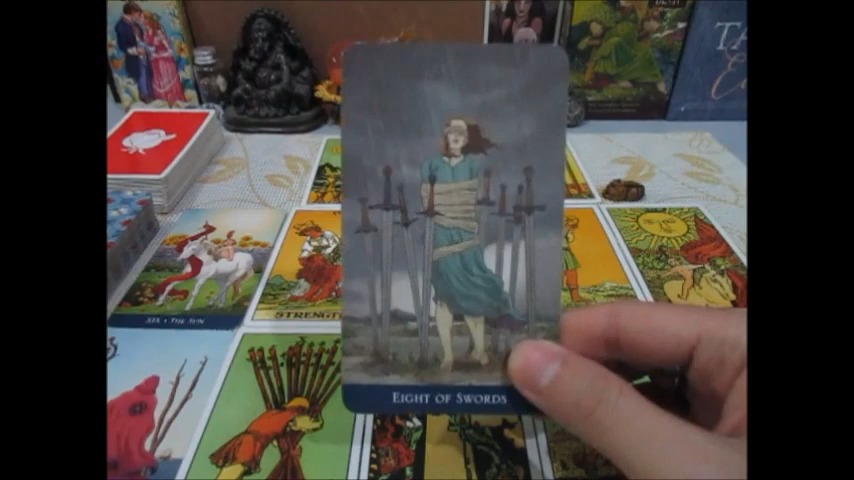 TA
EIGHT OF SWORDS
XIX • THE SUN
STRENGTH